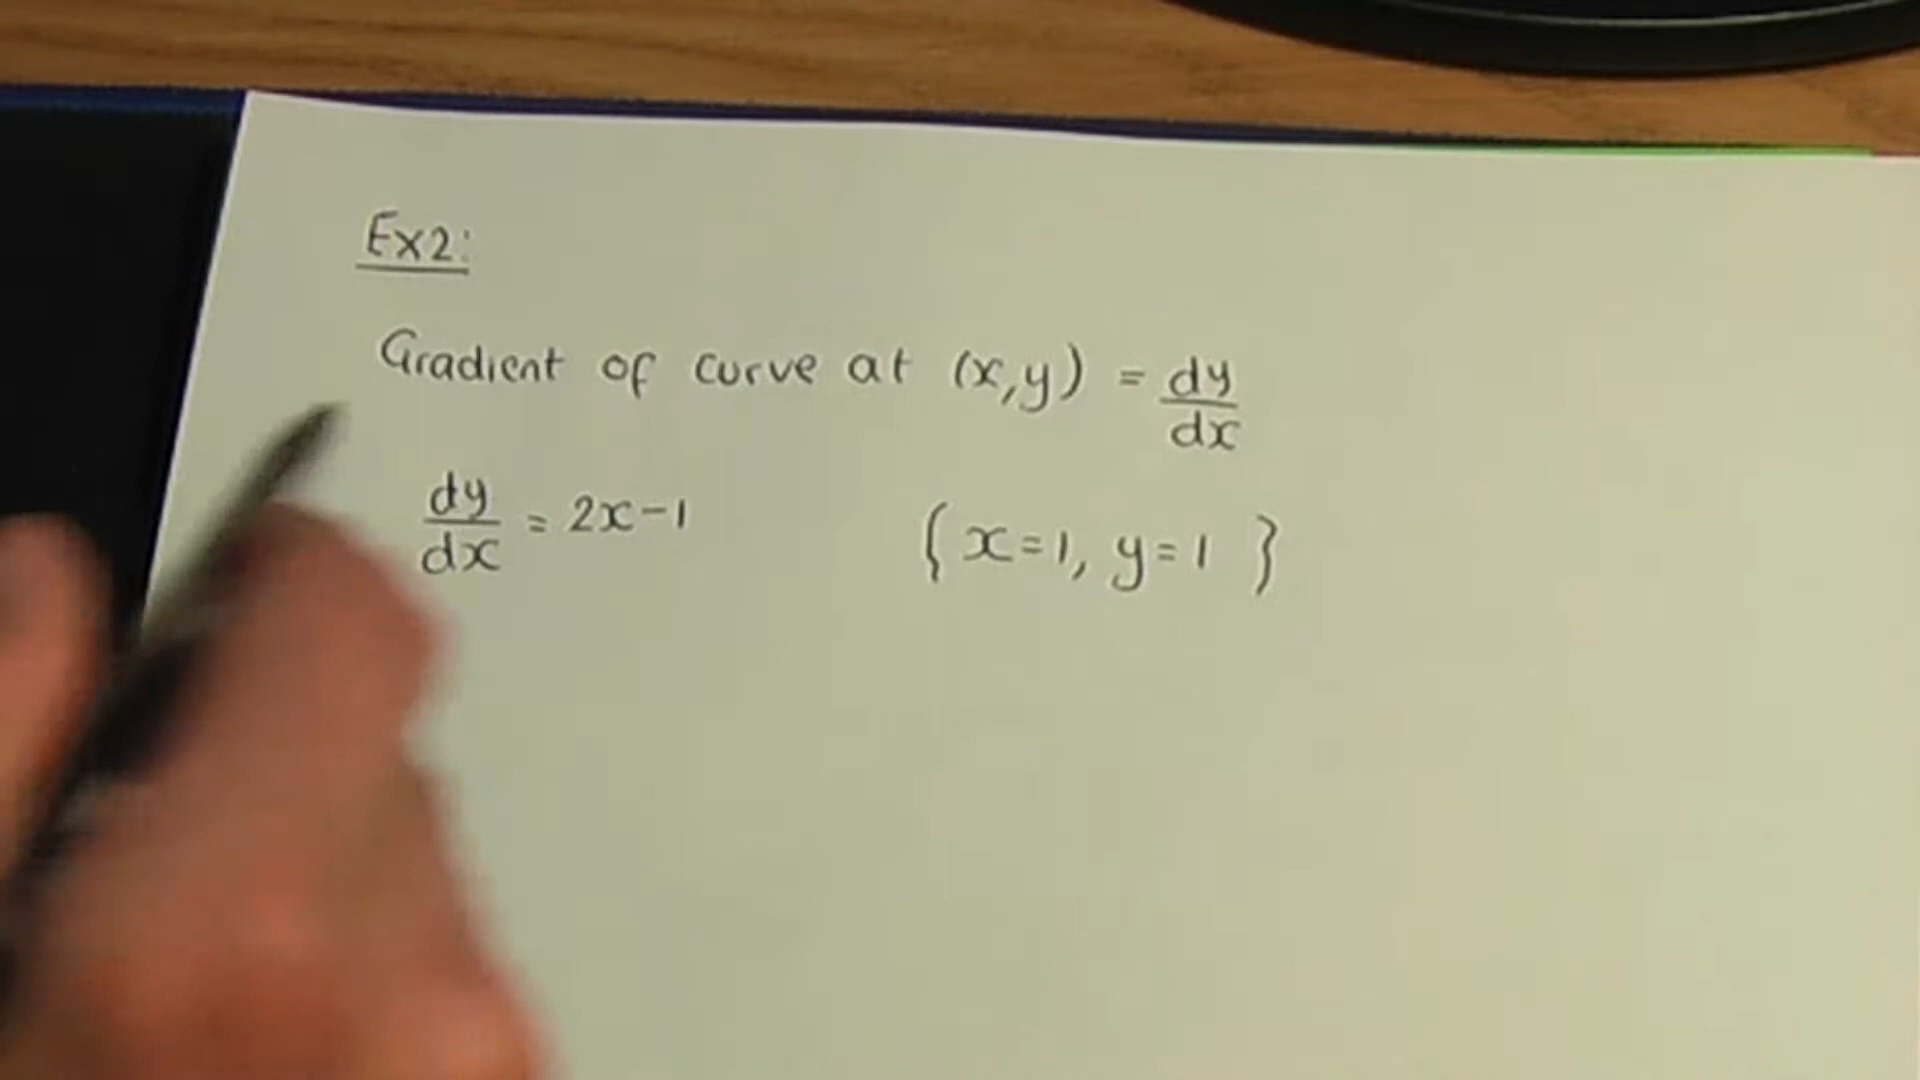 Ex2:
Gradient of curve at (x,y) = dy/dx
dy/dx = 2x-1 { x=1, y=1 }